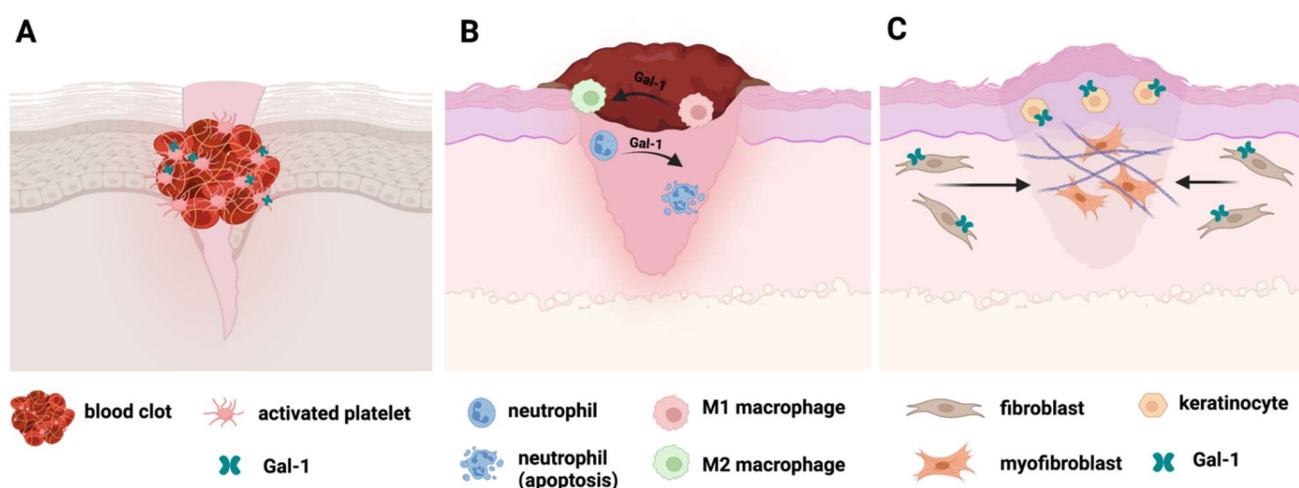 A
B
C
Gal-1
Gal-1
blood clot
activated platelet
Gal-1
neutrophil
M1 macrophage
neutrophil
(apoptosis)
M2 macrophage
fibroblast
keratinocyte
myofibroblast
Gal-1